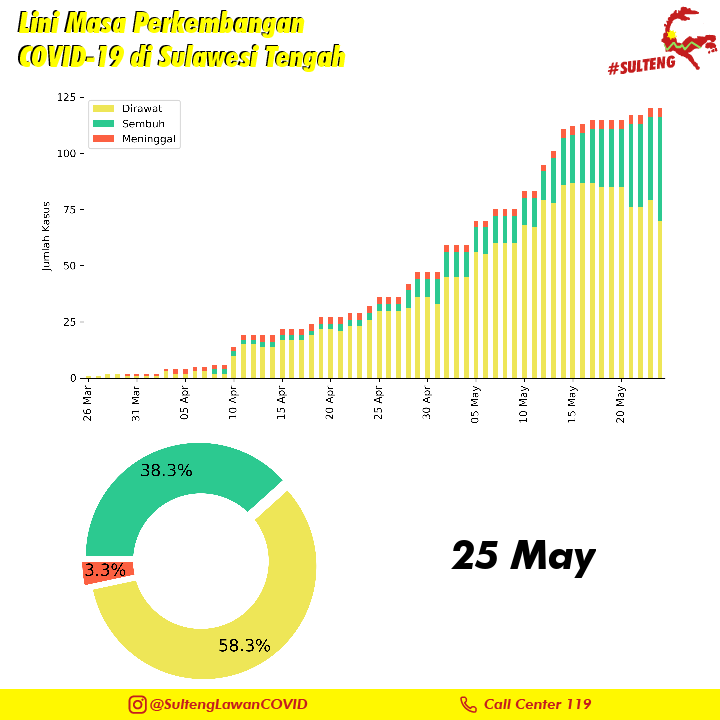 Lini Masa Perkembangan
COVID-19 di Sulawesi Tengah
#SULTENG
125
100
75
50
25
0
Jumlah Kasus
Dirawat
Sembuh
Meninggal
26 Mar
31 Mar
05 Apr
10 Apr
15 Apr
20 Apr
25 Apr
30 Apr
05 May
10 May
15 May
20 May
38.3%
3.3%
58.3%
25 May
@SultengLawanCOVID
Call Center 119